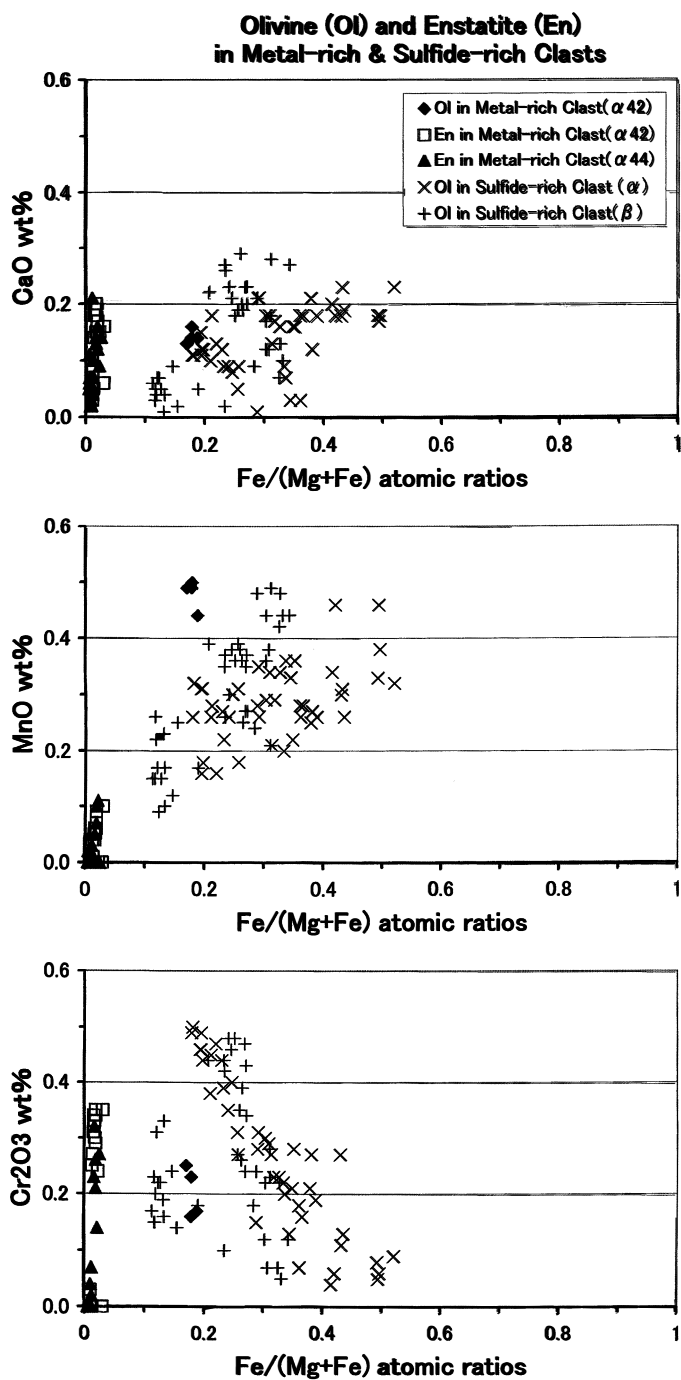 Olivine (Ol) and Enstatite (En)
in Metal-rich & Sulfide-rich Clasts
0.6
0.4
0.2
0.0
CaO wt%
Ol in Metal-rich Clast(α42)
En in Metal-rich Clast(α42)
En in Metal-rich Clast(α44)
Ol in Sulfide-rich Clast (α)
Ol in Sulfide-rich Clast(β)
0 0.2 0.4 0.6 0.8 1
Fe/(Mg+Fe) atomic ratios
0.6
0.4
0.2
0.0
MnO wt%
0 0.2 0.4 0.6 0.8 1
Fe/(Mg+Fe) atomic ratios
0.6
0.4
0.2
0.0
Cr2O3 wt%
0 0.2 0.4 0.6 0.8 1
Fe/(Mg+Fe) atomic ratios